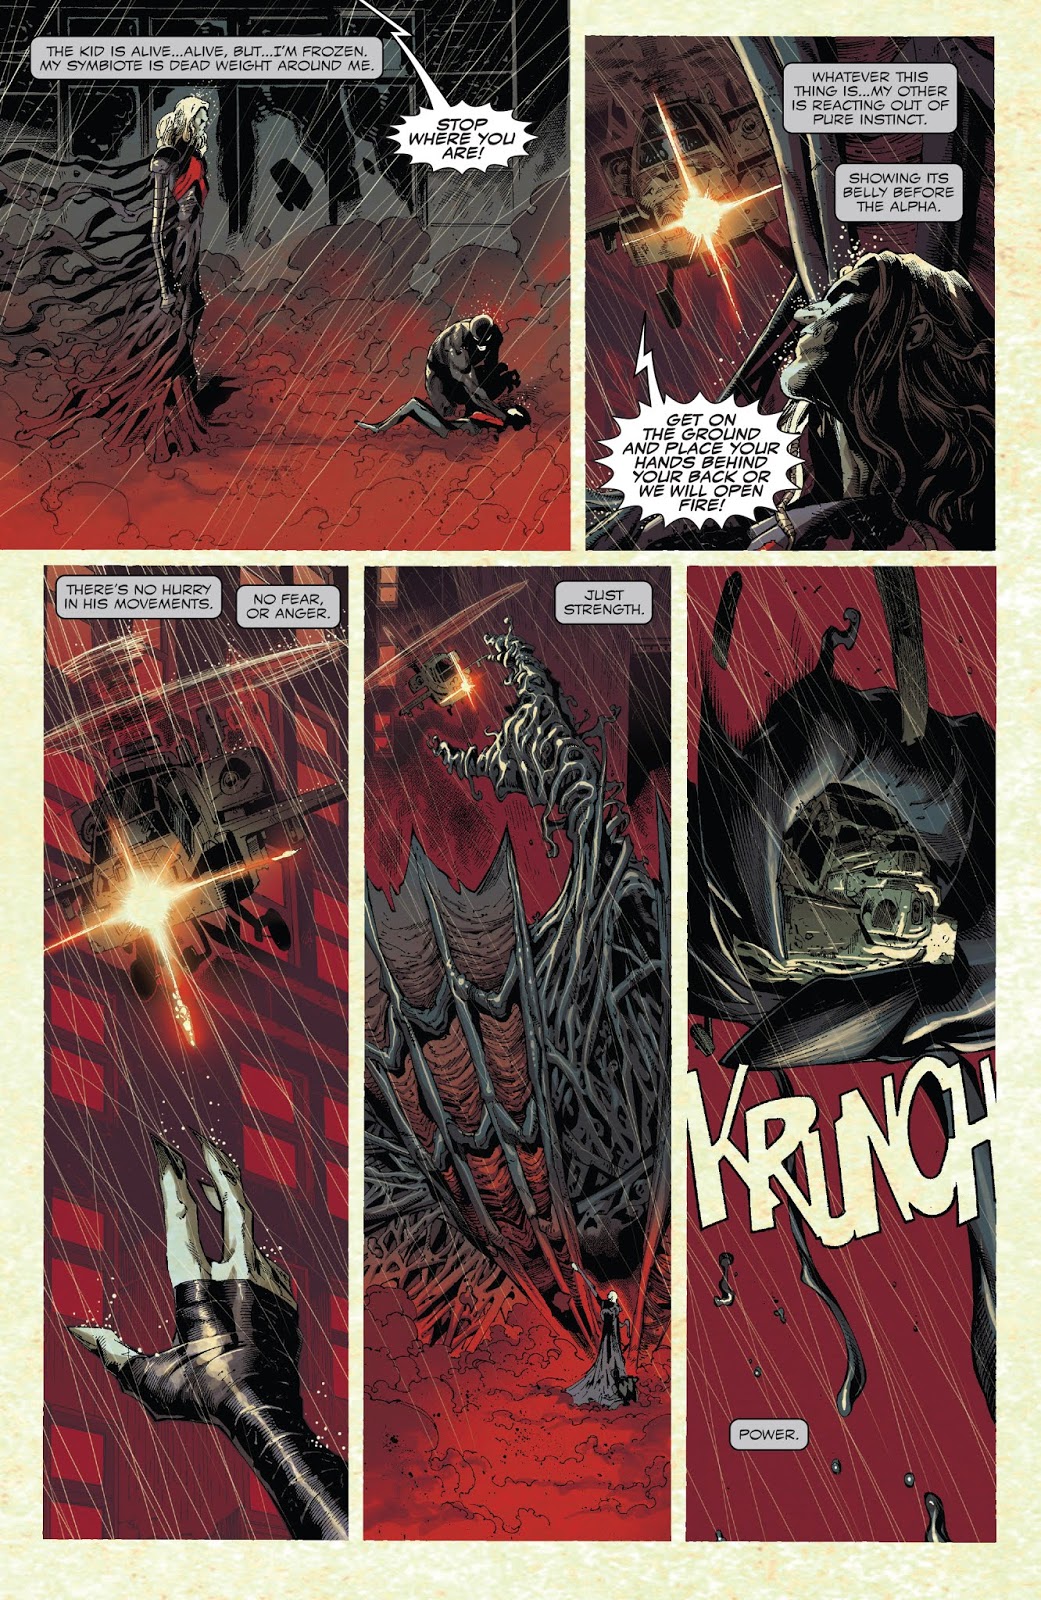 THE KID IS ALIVE...ALIVE, BUT...I'M FROZEN.
MY SYMBIOTE IS DEAD WEIGHT AROUND ME.
STOP
WHERE YOU
ARE!
WHATEVER THIS
THING IS...MY OTHER
IS REACTING OUT OF
PURE INSTINCT.
SHOWING ITS
BELLY BEFORE
THE ALPHA.
GET ON
THE GROUND
AND PLACE YOUR
HANDS BEHIND
YOUR BACK OR
WE WILL OPEN
FIRE!
THERE'S NO HURRY
IN HIS MOVEMENTS.
NO FEAR,
OR ANGER.
JUST
STRENGTH.
KRUNCH
POWER.